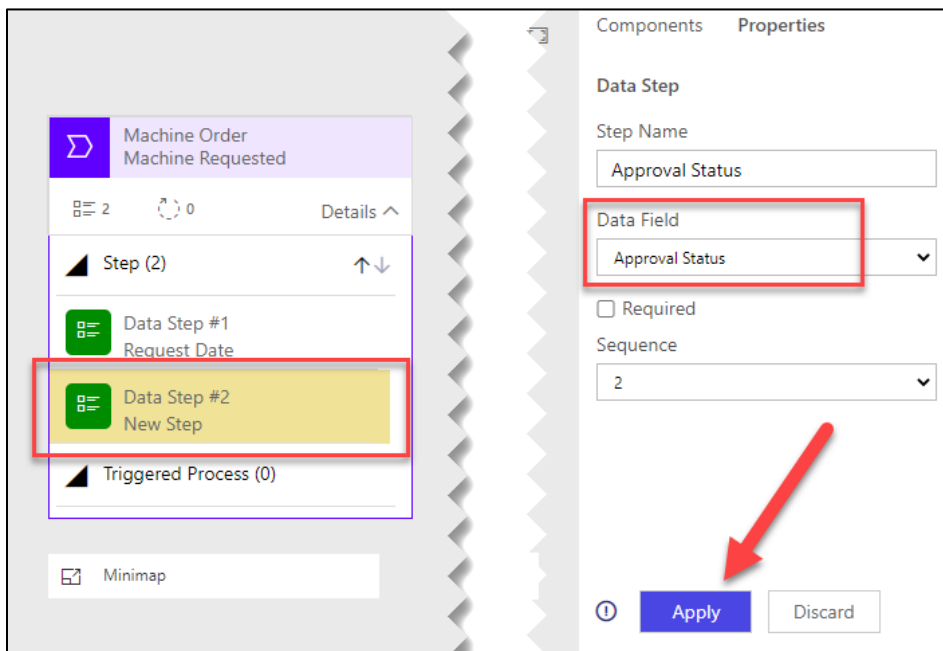 Machine Order
Machine Requested
2
0
Details
Step (2)
Data Step #1
Request Date
Data Step #2
New Step
Triggered Process (0)
Minimap
Components Properties
Data Step
Step Name
Approval Status
Data Field
Approval Status
Required
Sequence
2
Apply Discard